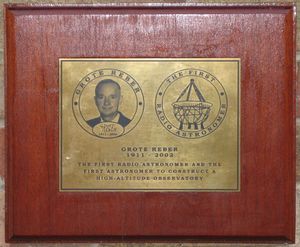 GROTE REBER
THE FIRST
RADIO ASTRONOMER
GROTE REBER
1911 - 2002
THE FIRST RADIO ASTRONOMER AND THE
FIRST ASTRONOMER TO CONSTRUCT A
HIGH-ALTITUDE OBSERVATORY